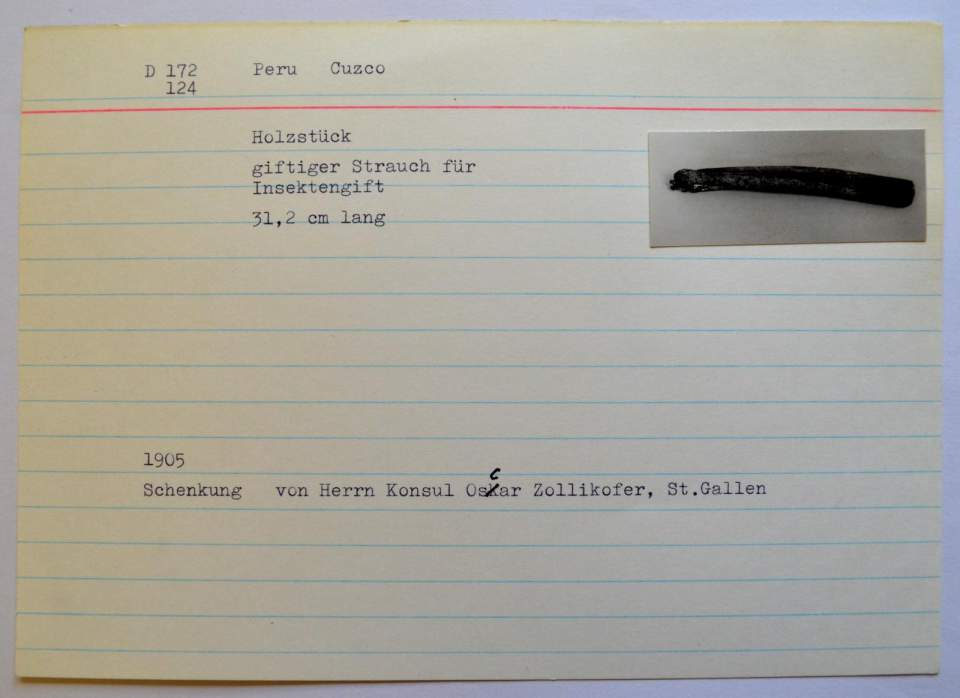 D 172 Peru Cuzco
124
Holzstück
giftiger Strauch für
Insektengift
31,2 cm lang
1905
Schenkung von Herrn Konsul Oscar Zollikofer, St.Gallen